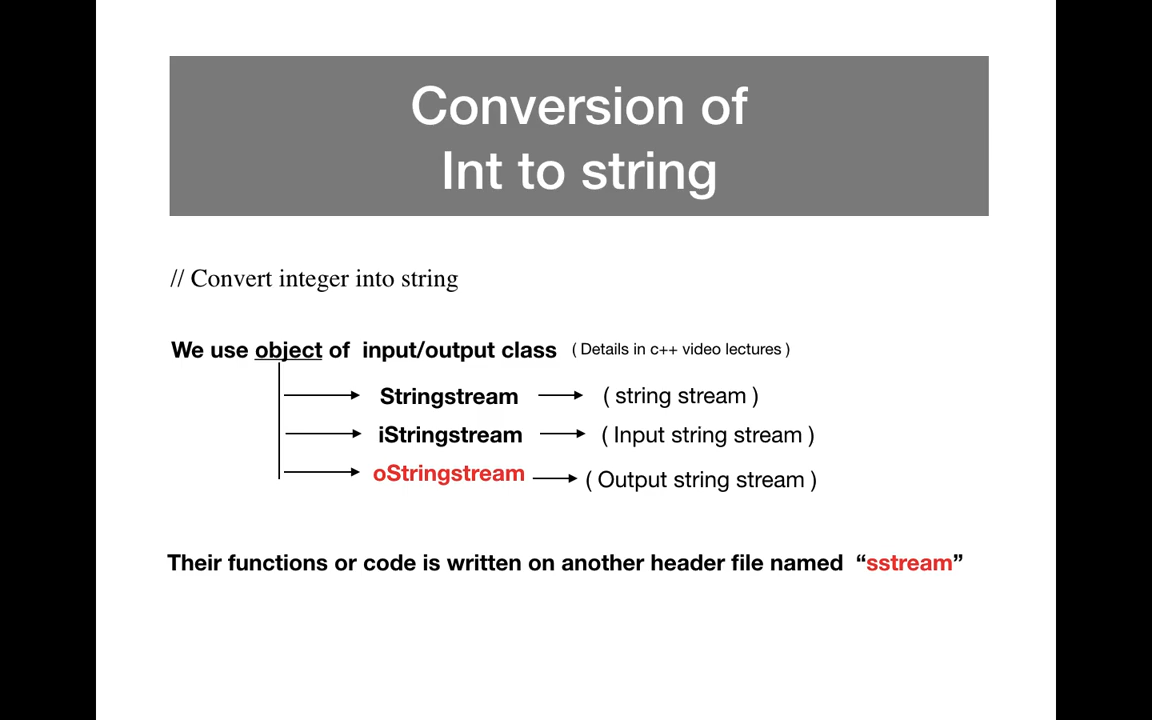 Conversion of
Int to string
// Convert integer into string
We use object of input/output class ( Details in c++ video lectures )
Stringstream ( string stream )
iStringstream ( Input string stream )
oStringstream ( Output string stream )
Their functions or code is written on another header file named “sstream”